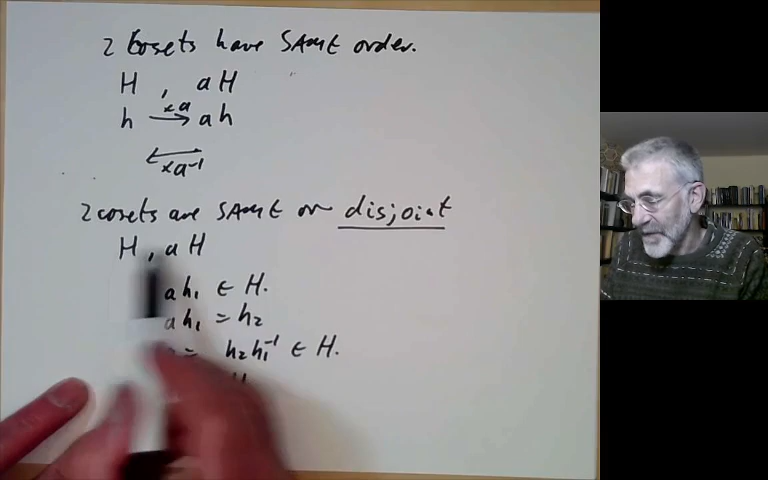 2 cosets have SAME order.
H , aH
h ×a→ ah
← ×a⁻¹
2 cosets are SAME or disjoint
H , aH
ah₁ ∈ H.
ah₁ = h₂
= h₂h₁⁻¹ ∈ H.